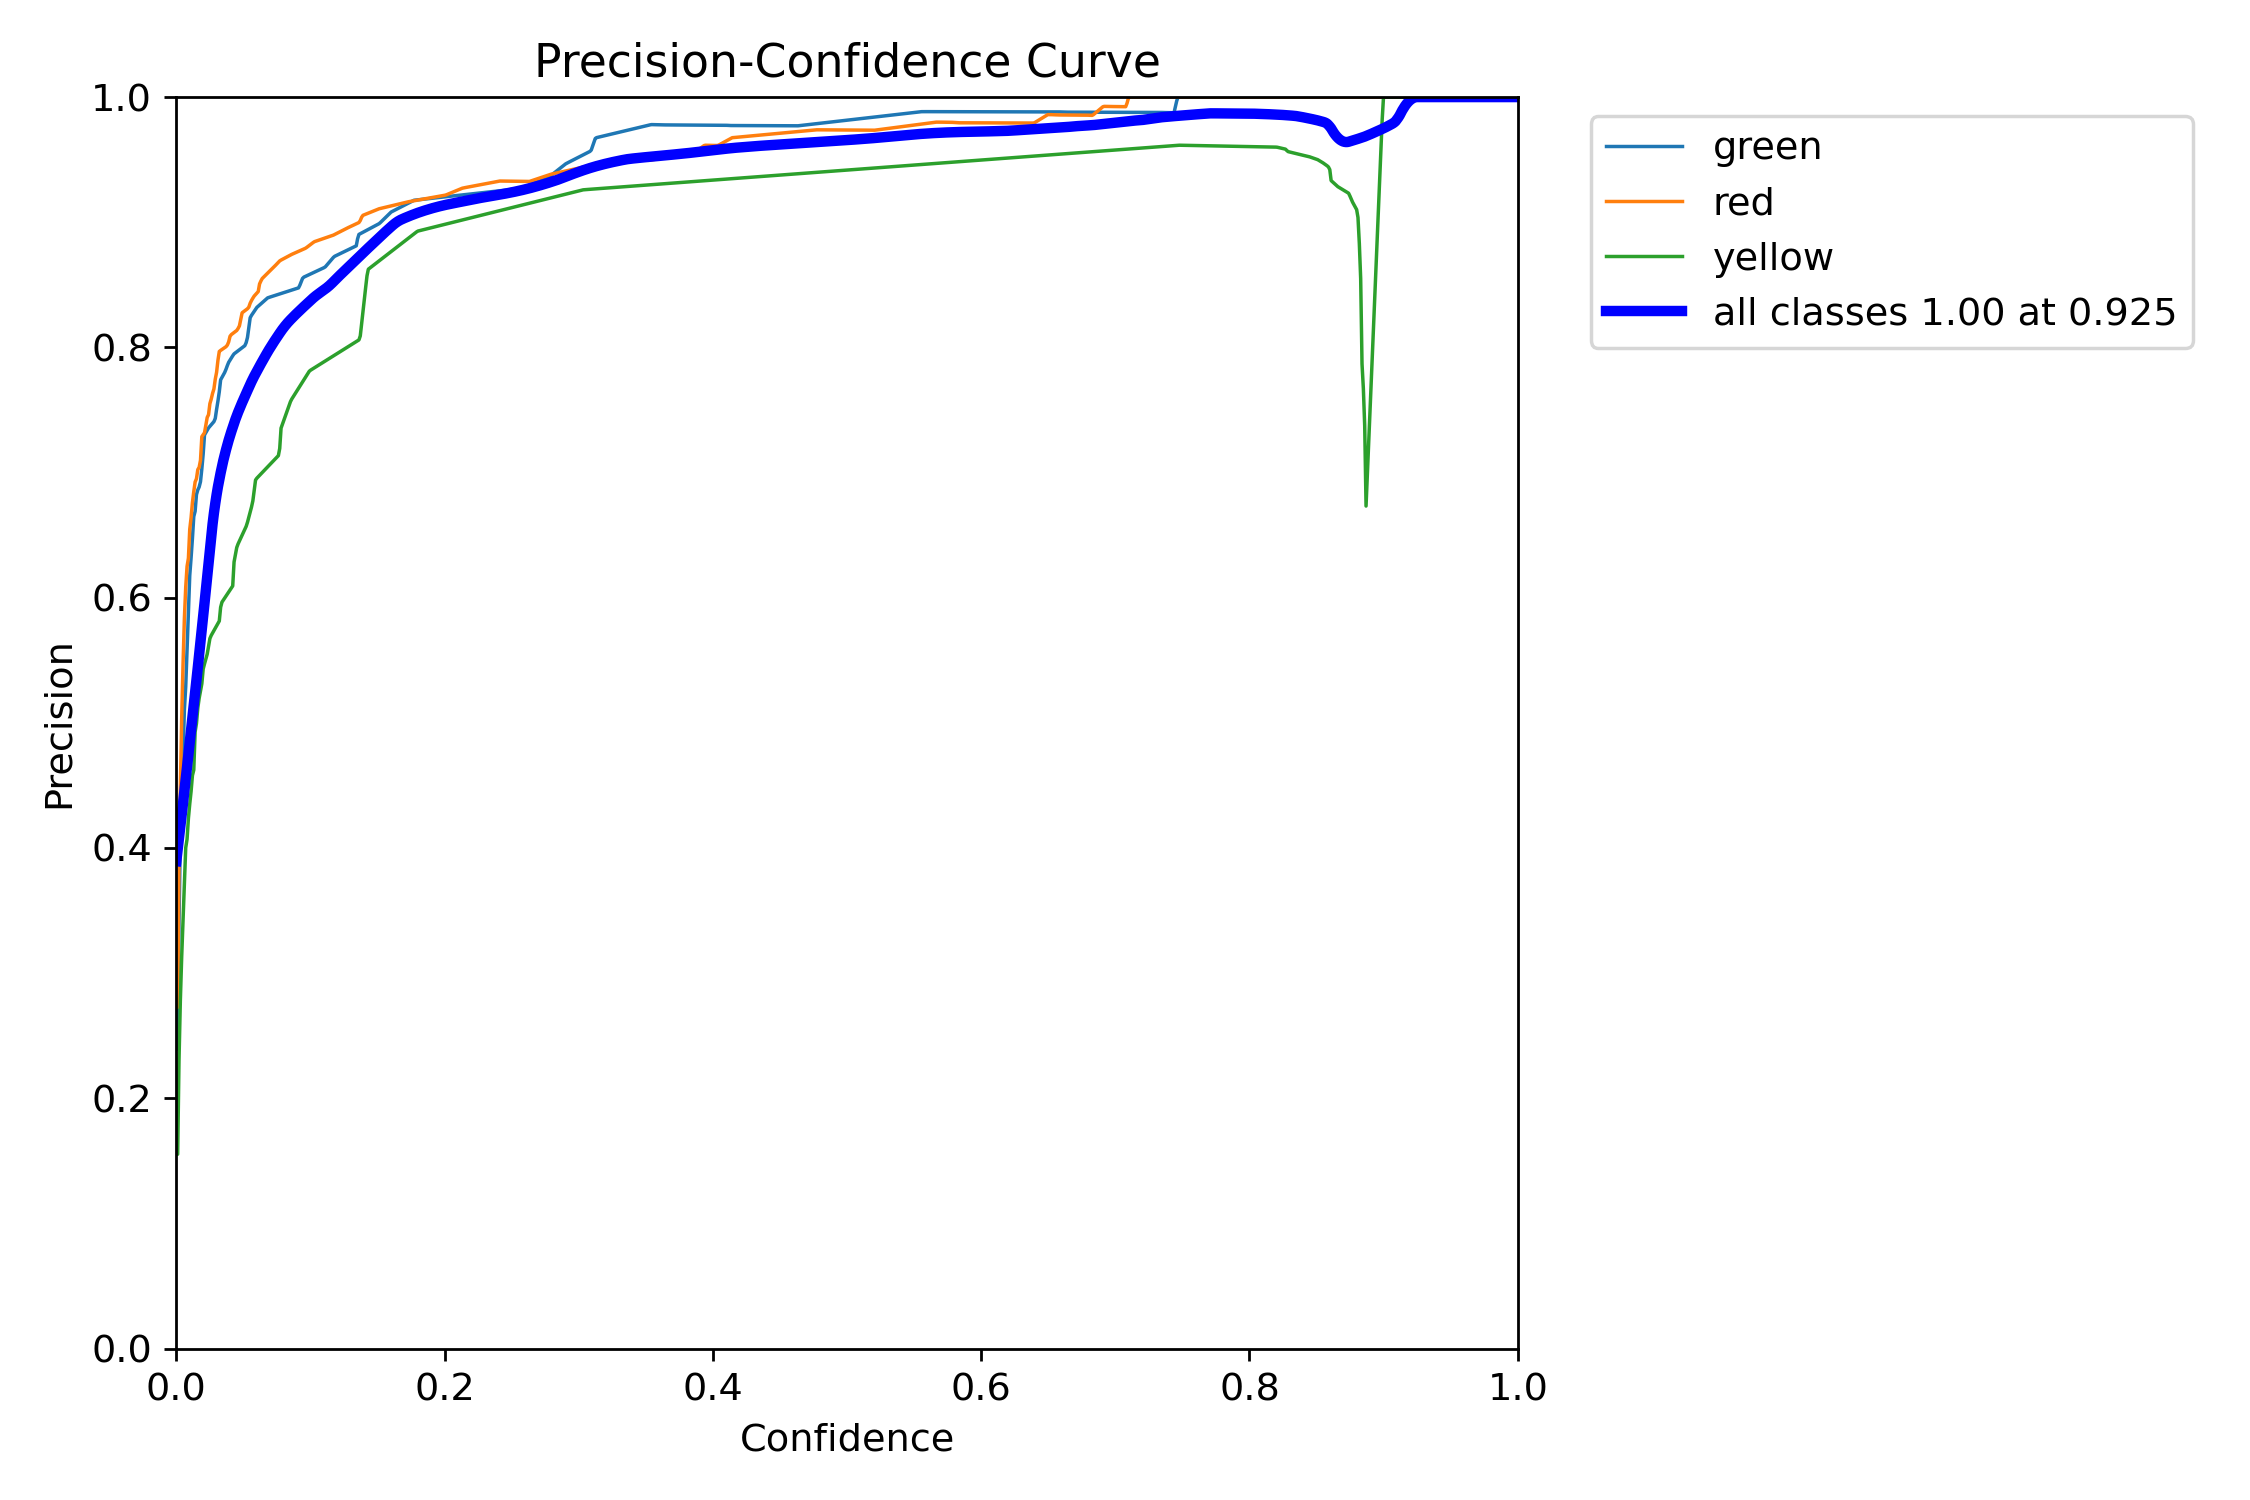 Precision-Confidence Curve
1.0
0.8
0.6
0.4
0.2
0.0
Precision
0.0 0.2 0.4 0.6 0.8 1.0
Confidence
green
red
yellow
all classes 1.00 at 0.925